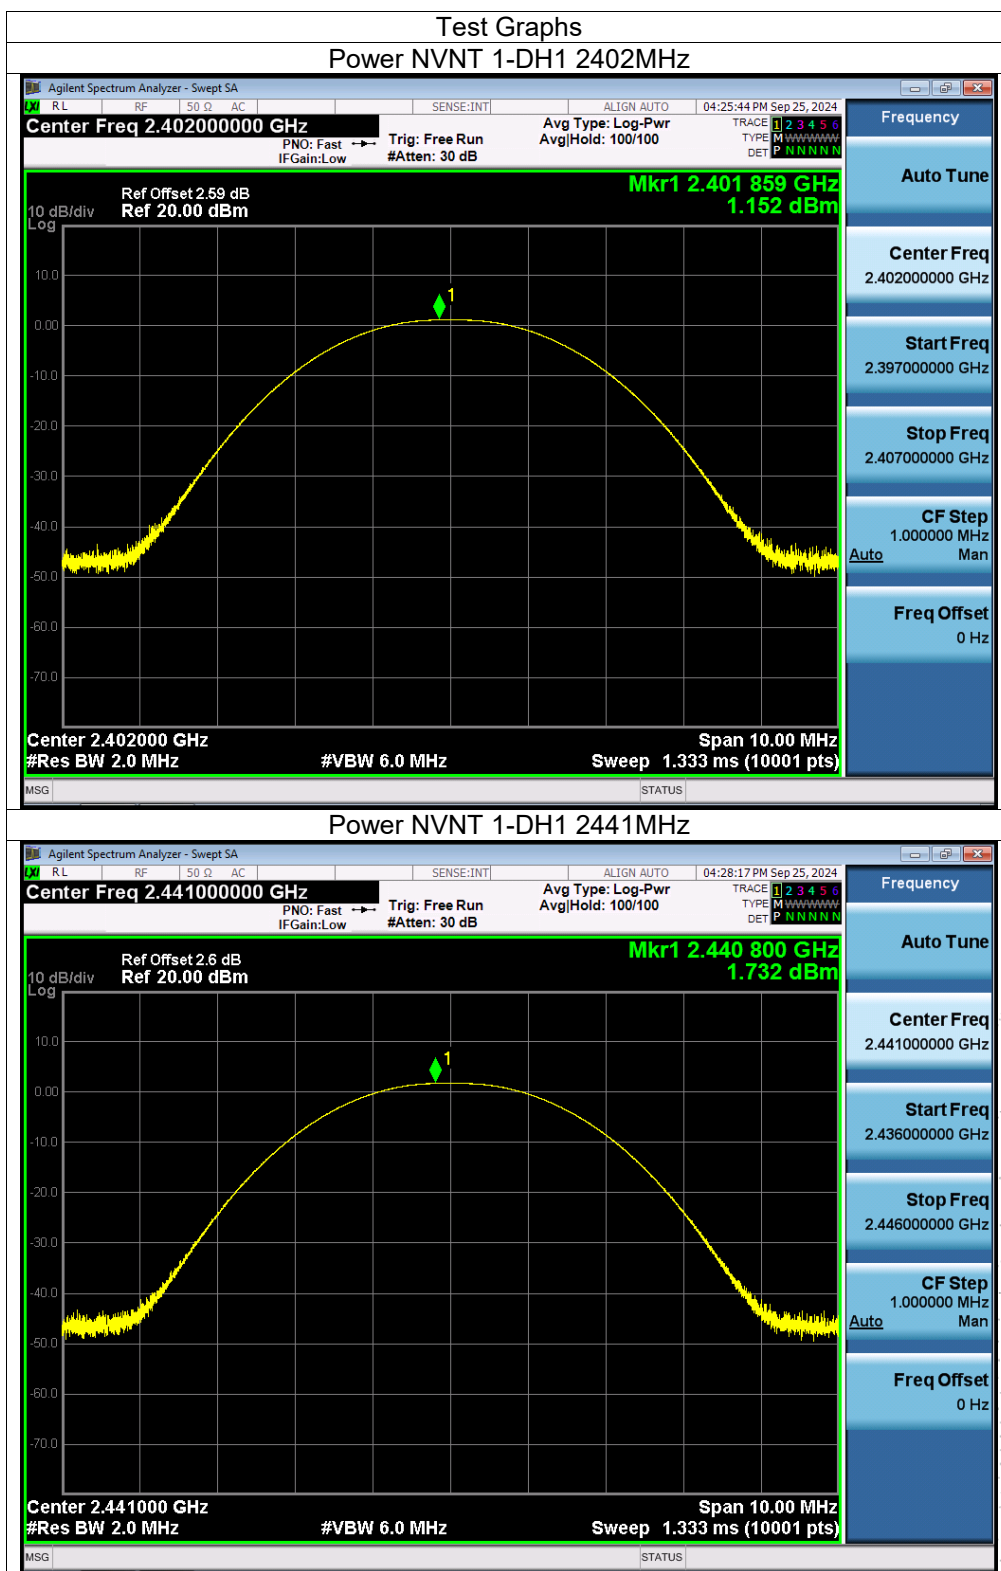 Test Graphs
Power NVNT 1-DH1 2402MHz
Agilent Spectrum Analyzer - Swept SA
LXI RL RF 50 Ω AC SENSE:INT ALIGN AUTO 04:25:44 PM Sep 25, 2024
Center Freq 2.402000000 GHz
PNO: Fast
IFGain:Low
Trig: Free Run
#Atten: 30 dB
Avg Type: Log-Pwr
Avg|Hold: 100/100
TRACE 1 2 3 4 5 6
TYPE M W W W W W
DET P N N N N N
Ref Offset 2.59 dB
Ref 20.00 dBm
10 dB/div
Log
Mkr1 2.401 859 GHz
1.152 dBm
10.0
1
0.00
-10.0
-20.0
-30.0
-40.0
-50.0
-60.0
-70.0
Center 2.402000 GHz Span 10.00 MHz
#Res BW 2.0 MHz #VBW 6.0 MHz Sweep 1.333 ms (10001 pts)
MSG STATUS
Frequency
Auto Tune
Center Freq
2.402000000 GHz
Start Freq
2.397000000 GHz
Stop Freq
2.407000000 GHz
CF Step
1.000000 MHz
Auto Man
Freq Offset
0 Hz
Power NVNT 1-DH1 2441MHz
Agilent Spectrum Analyzer - Swept SA
LXI RL RF 50 Ω AC SENSE:INT ALIGN AUTO 04:28:17 PM Sep 25, 2024
Center Freq 2.441000000 GHz
PNO: Fast
IFGain:Low
Trig: Free Run
#Atten: 30 dB
Avg Type: Log-Pwr
Avg|Hold: 100/100
TRACE 1 2 3 4 5 6
TYPE M W W W W W
DET P N N N N N
Ref Offset 2.6 dB
Ref 20.00 dBm
10 dB/div
Log
Mkr1 2.440 800 GHz
1.732 dBm
10.0
1
0.00
-10.0
-20.0
-30.0
-40.0
-50.0
-60.0
-70.0
Center 2.441000 GHz Span 10.00 MHz
#Res BW 2.0 MHz #VBW 6.0 MHz Sweep 1.333 ms (10001 pts)
MSG STATUS
Frequency
Auto Tune
Center Freq
2.441000000 GHz
Start Freq
2.436000000 GHz
Stop Freq
2.446000000 GHz
CF Step
1.000000 MHz
Auto Man
Freq Offset
0 Hz